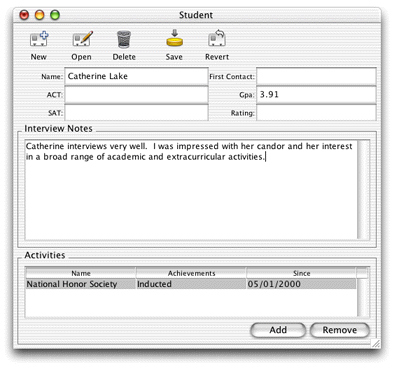 Student
New Open Delete Save Revert
Name: Catherine Lake First Contact:
ACT: Gpa: 3.91
SAT: Rating:
Interview Notes
Catherine interviews very well. I was impressed with her candor and her interest
in a broad range of academic and extracurricular activities.
Activities
Name Achievements Since
National Honor Society Inducted 05/01/2000
Add Remove